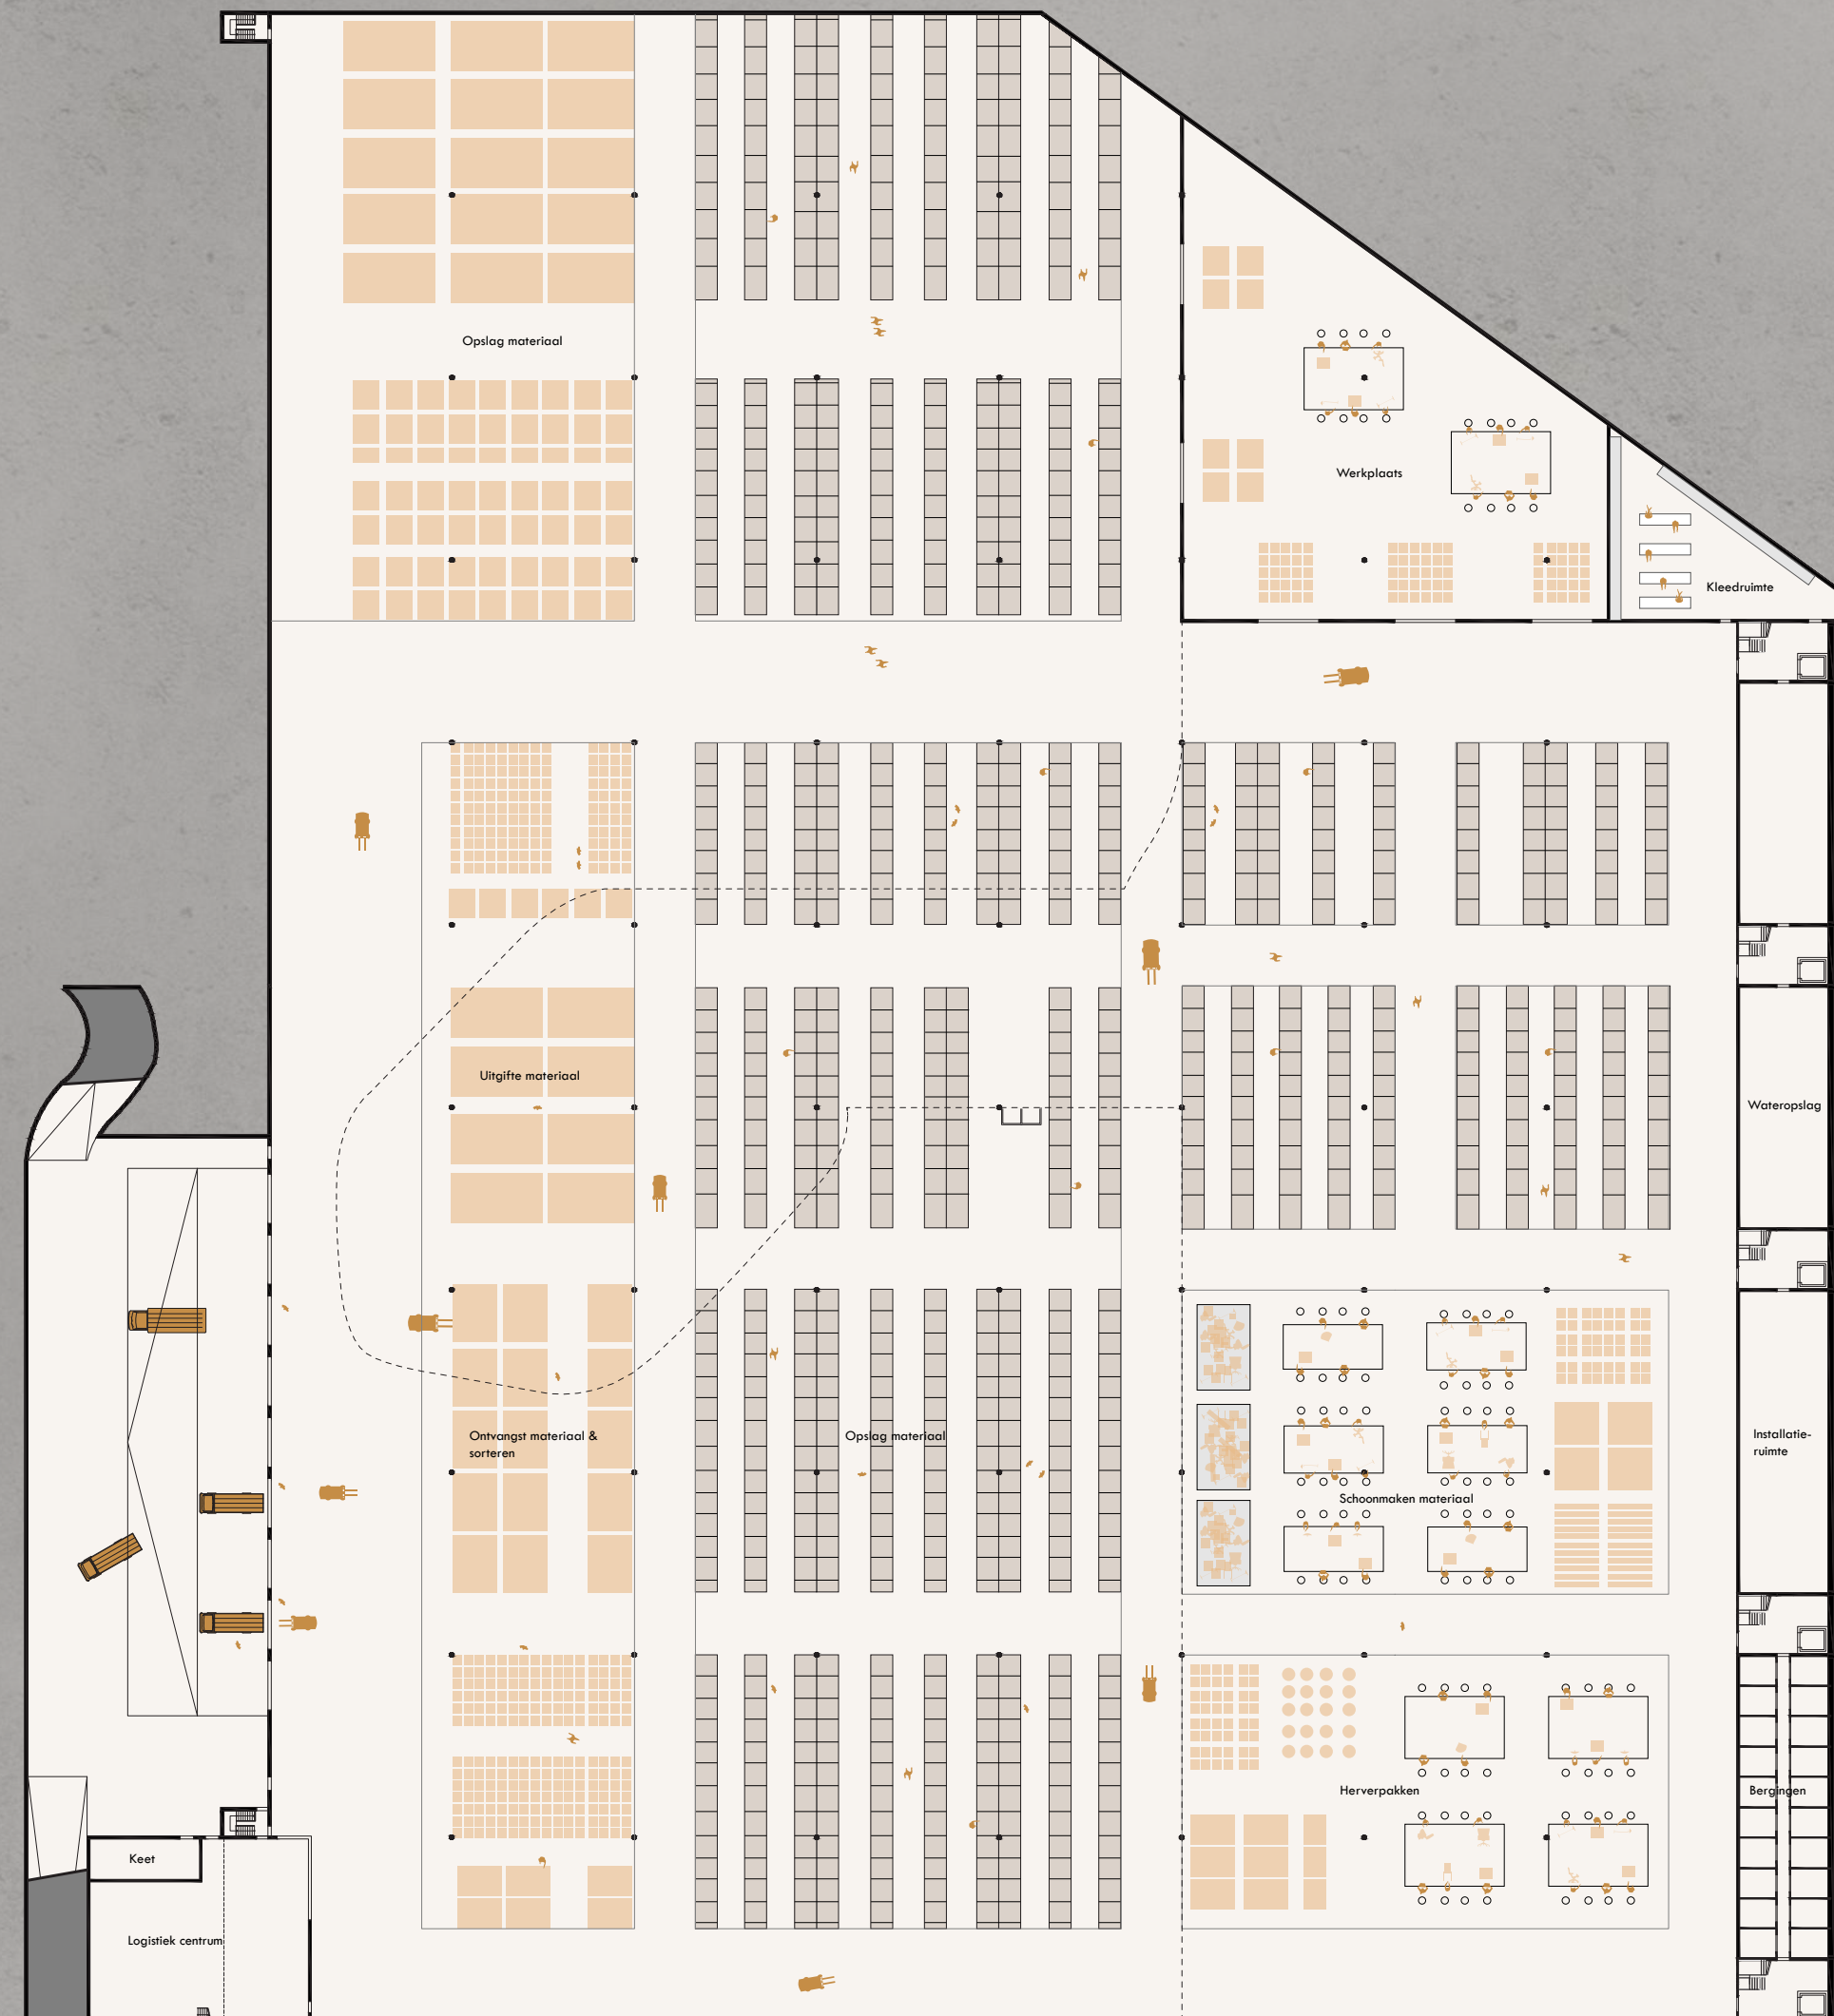 Opslag materiaal
Werkplaats
Kleedruimte
Uitgifte materiaal
Wateropslag
Ontvangst materiaal &
sorteren
Opslag materiaal
Installatie-
ruimte
Schoonmaken materiaal
Herverpakken
Bergingen
Keet
Logistiek centrum